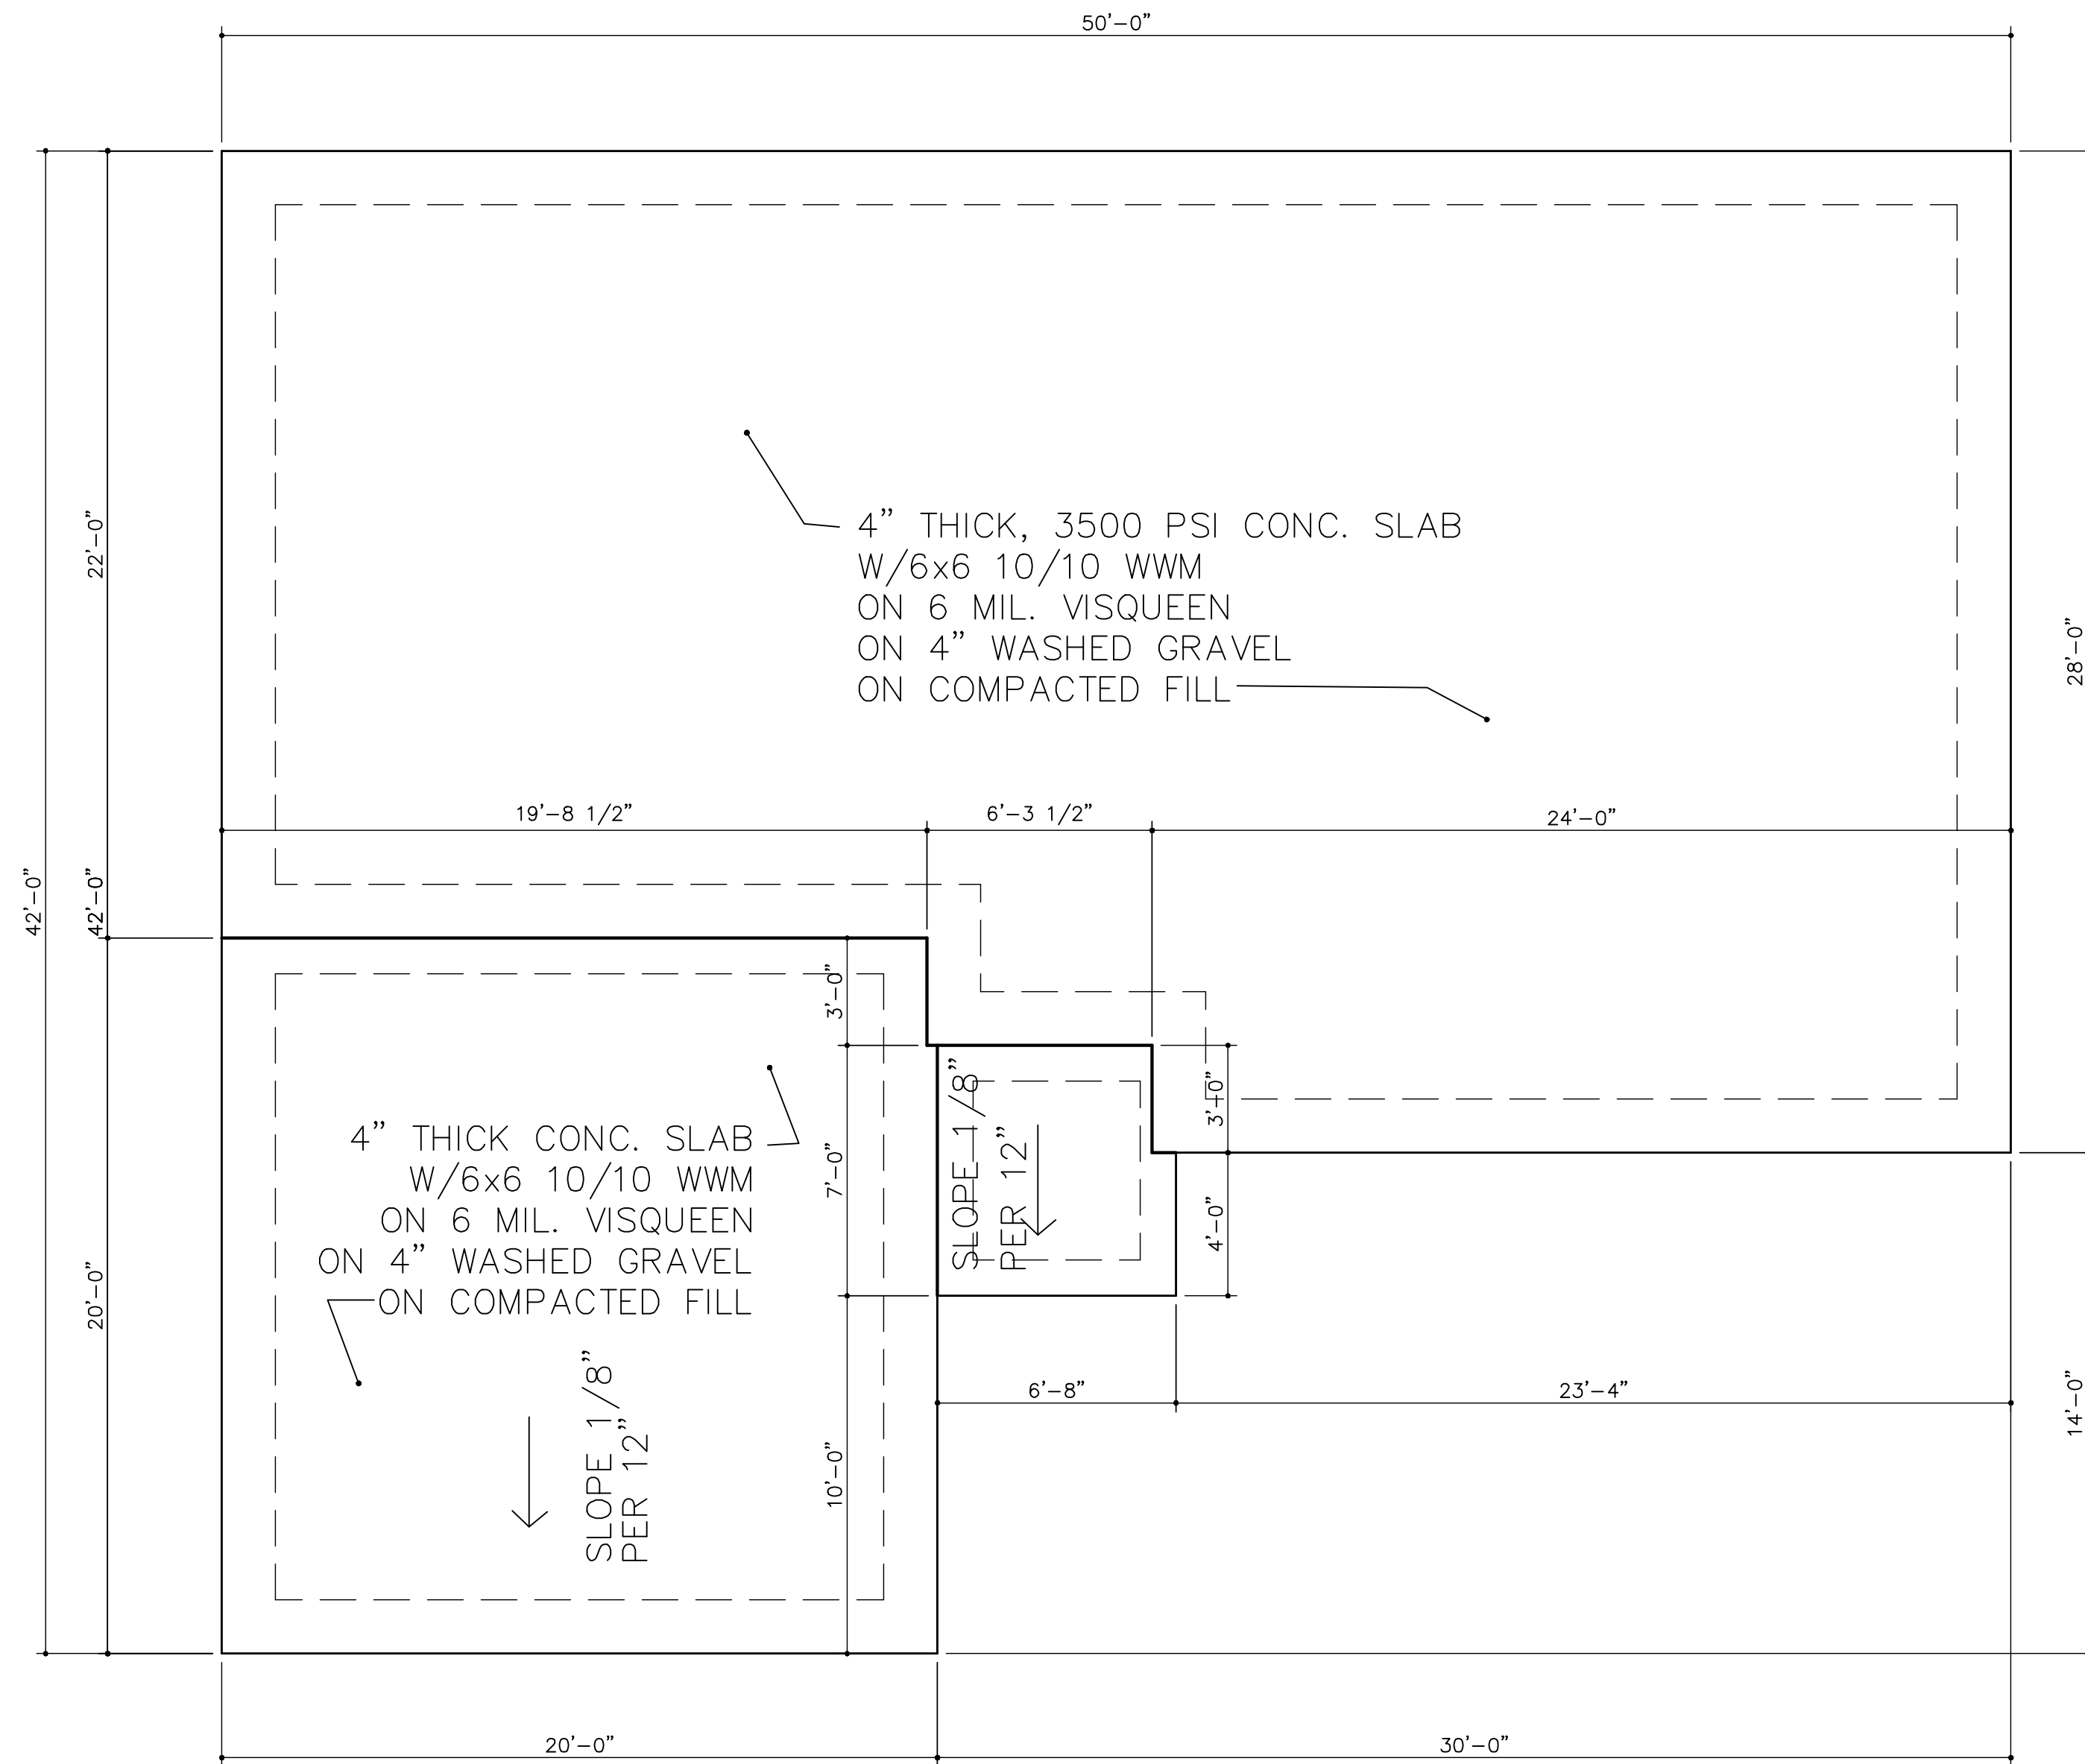 50'-0"
4" THICK, 3500 PSI CONC. SLAB
W/6x6 10/10 WWM
ON 6 MIL. VISQUEEN
ON 4" WASHED GRAVEL
ON COMPACTED FILL
22'-0"
28'-0"
19'-8 1/2"
6'-3 1/2"
24'-0"
42'-0"
42'-0"
3'-0"
7'-0"
3'-0"
4'-0"
SLOPE 1/8"
PER 12"
4" THICK CONC. SLAB
W/6x6 10/10 WWM
ON 6 MIL. VISQUEEN
ON 4" WASHED GRAVEL
ON COMPACTED FILL
20'-0"
SLOPE 1/8"
PER 12"
10'-0"
6'-8"
23'-4"
14'-0"
20'-0"
30'-0"